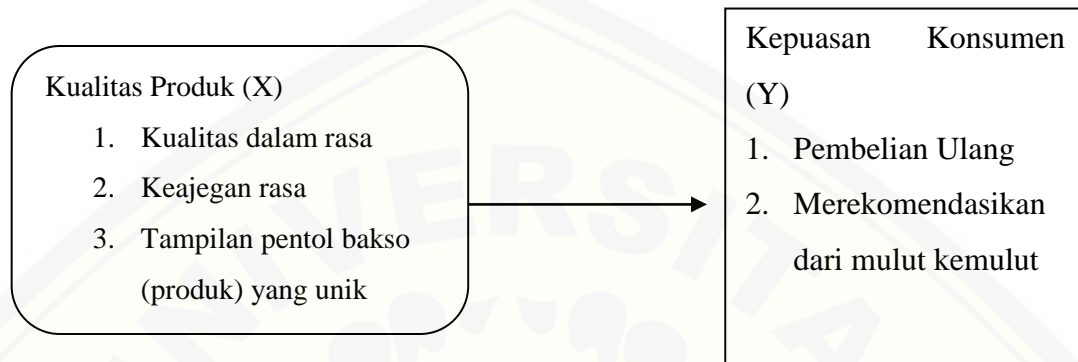 Kualitas Produk (X)
1. Kualitas dalam rasa
2. Keajegan rasa
3. Tampilan pentol bakso
(produk) yang unik
Kepuasan Konsumen
(Y)
1. Pembelian Ulang
2. Merekomendasikan
dari mulut kemulut